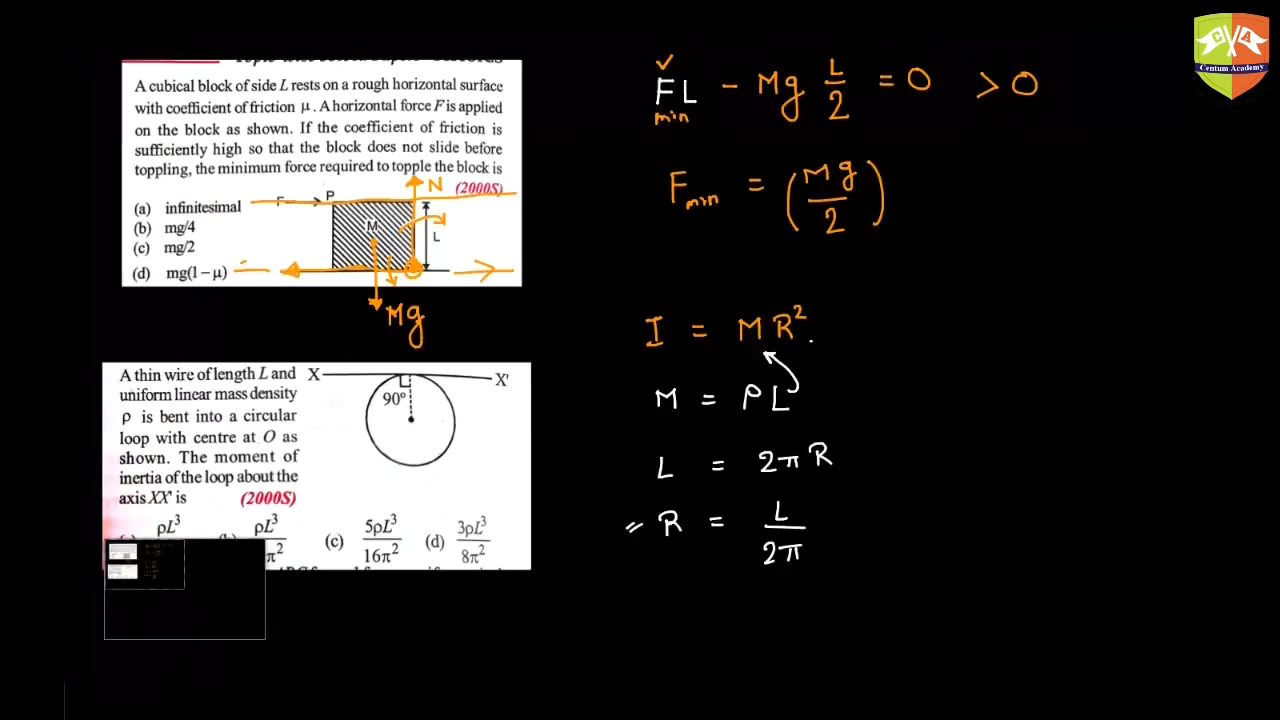 A cubical block of side L rests on a rough horizontal surface
with coefficient of friction μ. A horizontal force F is applied
on the block as shown. If the coefficient of friction is
sufficiently high so that the block does not slide before
toppling, the minimum force required to topple the block is
(2000S)
(a) infinitesimal
(b) mg/4
(c) mg/2
(d) mg(1−μ)
F P
M
L
N
Mg
A thin wire of length L and
uniform linear mass density
ρ is bent into a circular
loop with centre at O as
shown. The moment of
inertia of the loop about the
axis XX' is (2000S)
X X'
90°
ρL³
ρL³ / π²
(c) 5ρL³ / 16π²
(d) 3ρL³ / 8π²
F min L − Mg L/2 = 0 > 0
F min = (Mg/2)
I = MR².
M = ρL
L = 2πR
R = L/2π
C A
Centum Academy